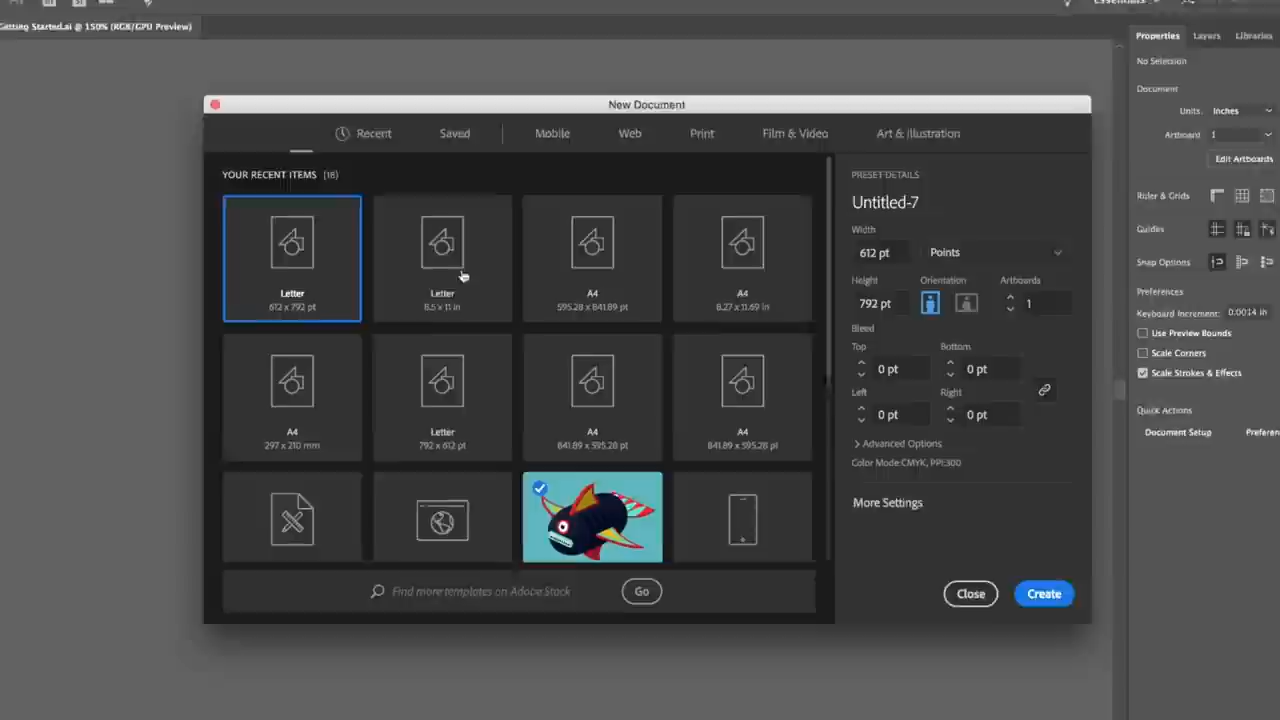 Getting Started.ai @ 150% (RGB/GPU Preview)
Essentials
New Document
Recent
Saved
Mobile
Web
Print
Film & Video
Art & Illustration
YOUR RECENT ITEMS (18)
Letter
612 x 792 pt
Letter
8.5 x 11 in
A4
595.28 x 841.89 pt
A4
8.27 x 11.69 in
A4
297 x 210 mm
Letter
792 x 612 pt
A4
841.89 x 595.28 pt
A4
841.89 x 595.28 pt
Find more templates on Adobe Stock
Go
PRESET DETAILS
Untitled-7
Width
612 pt
Points
Height
Orientation
Artboards
792 pt
1
Bleed
Top
Bottom
0 pt
0 pt
Left
Right
0 pt
0 pt
Advanced Options
Color Mode:CMYK, PPI:300
More Settings
Close
Create
Properties
Layers
Libraries
No Selection
Document
Units:
Inches
Artboard:
1
Edit Artboards
Ruler & Grids
Guides
Snap Options
Preferences
Keyboard Increment:
0.0014 in
Use Preview Bounds
Scale Corners
Scale Strokes & Effects
Quick Actions
Document Setup
Preferen